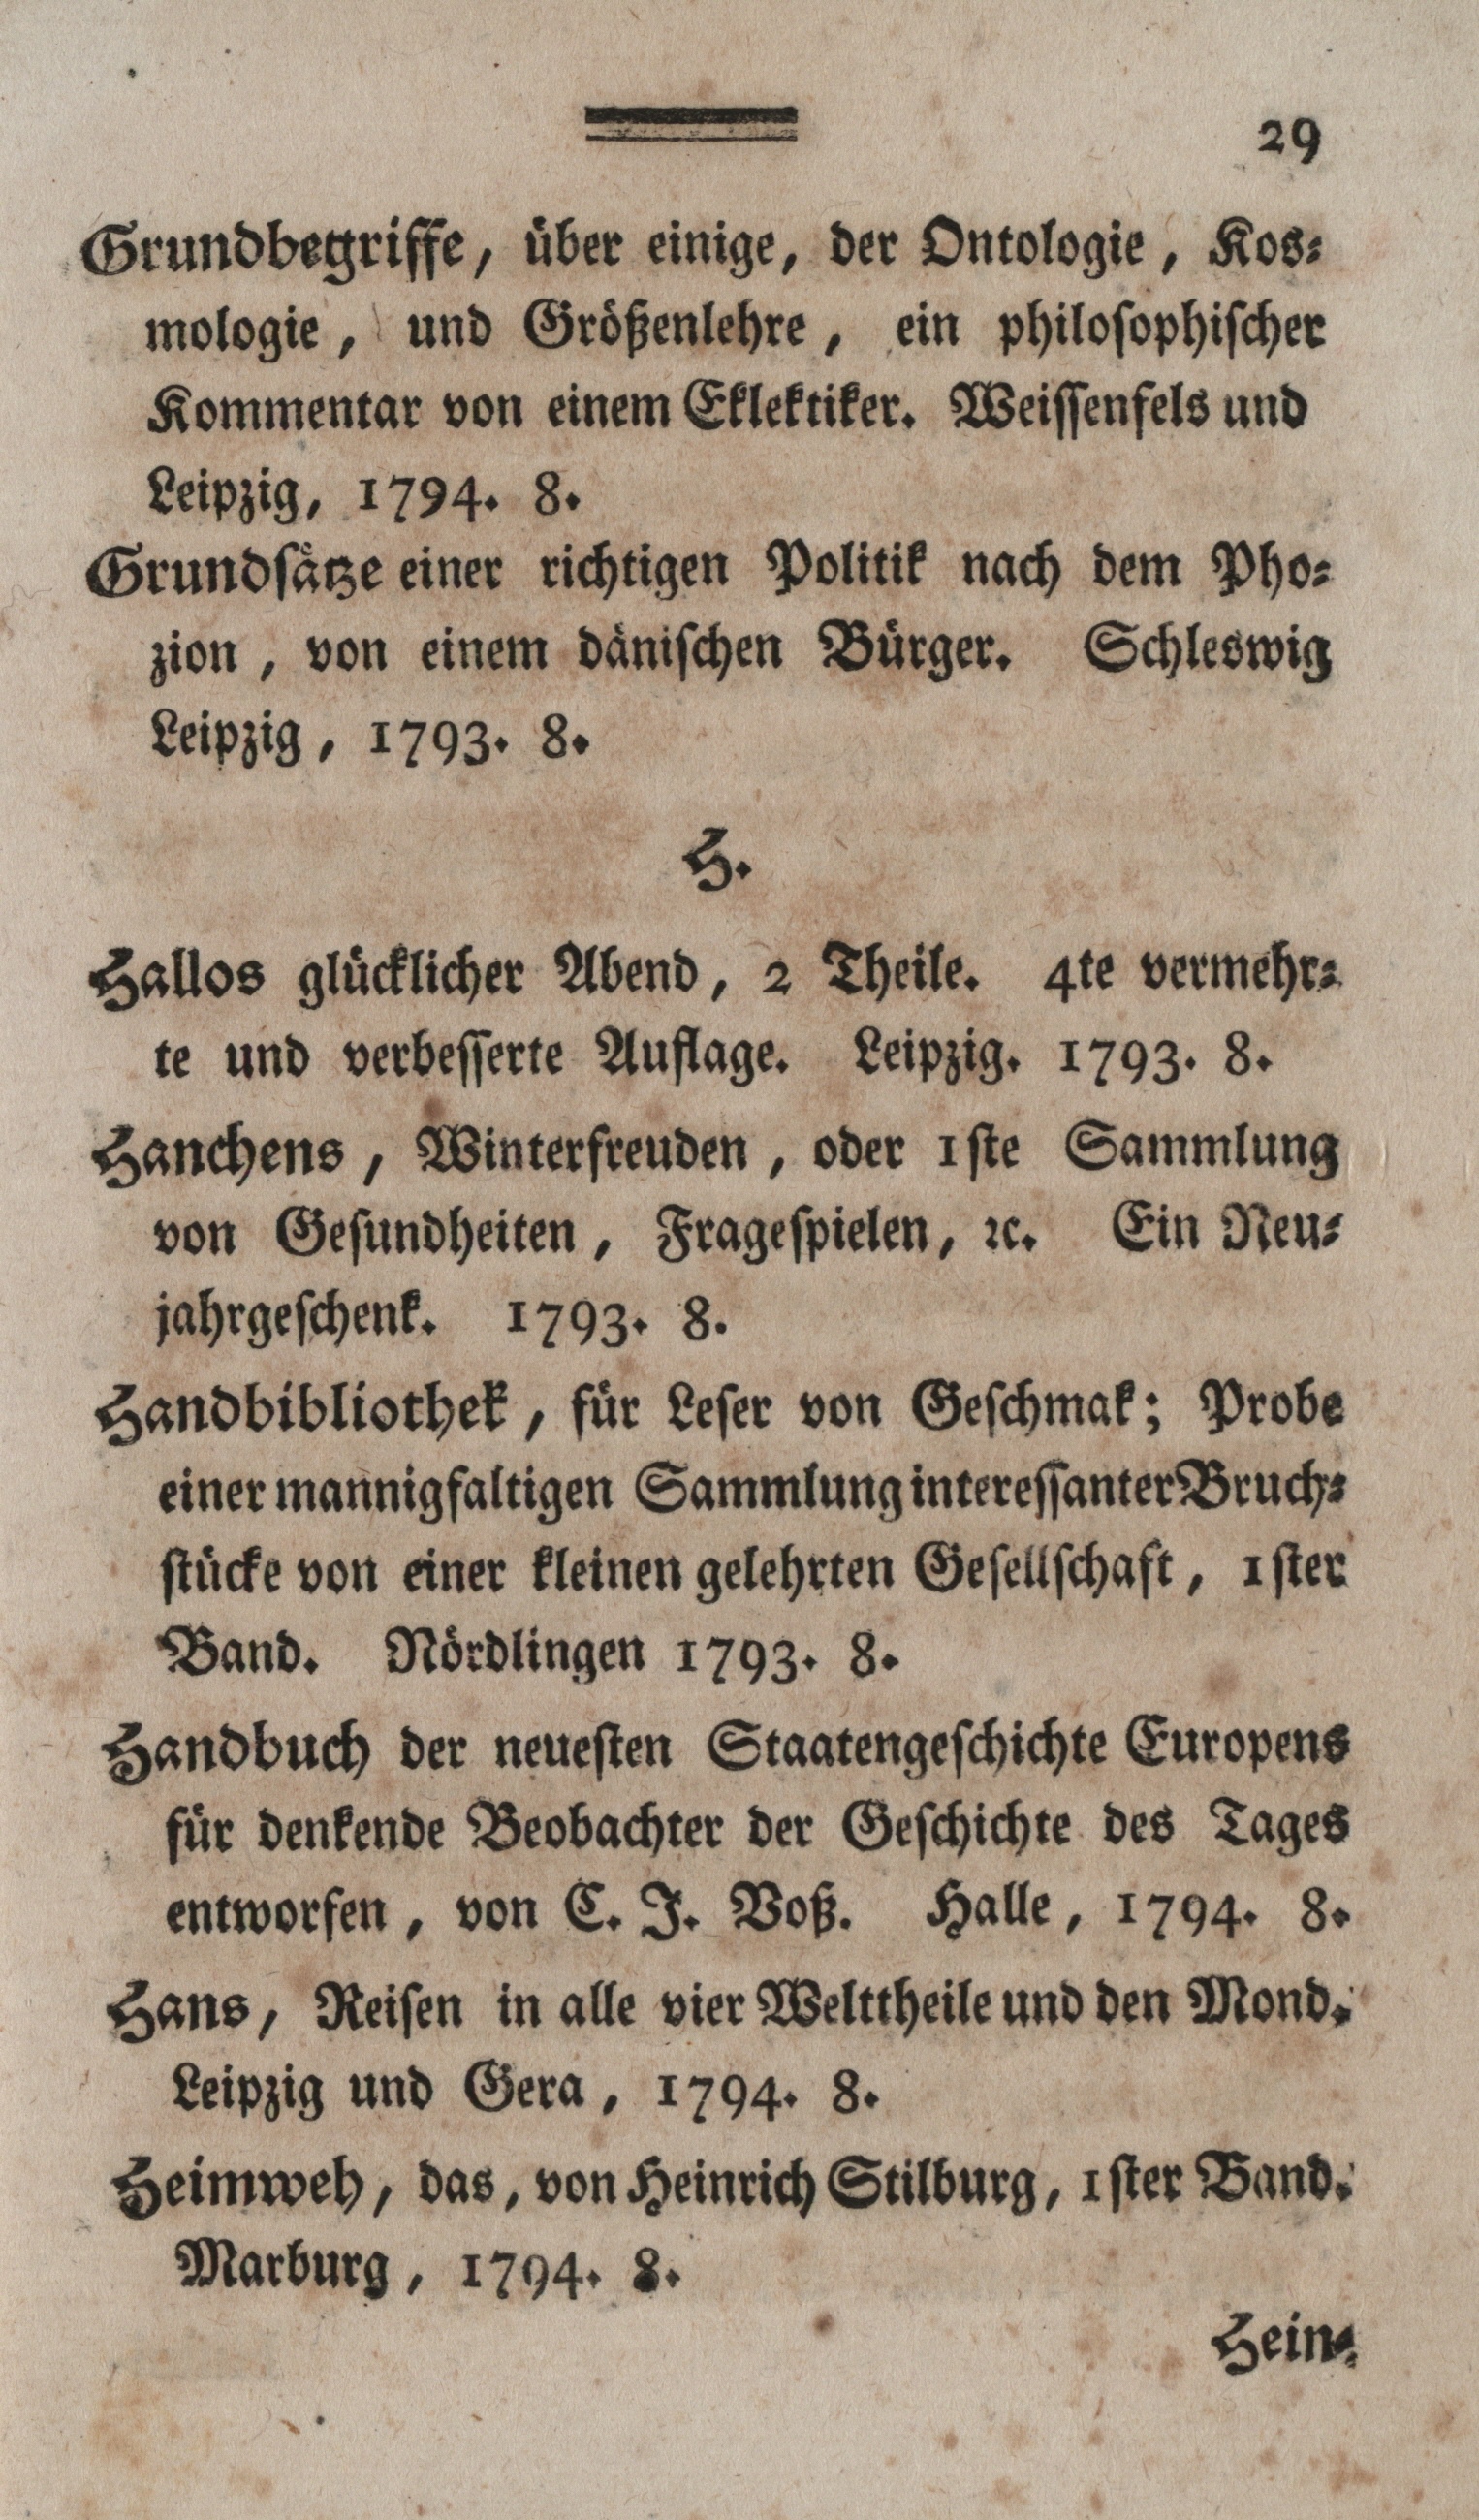 29
Grundbegriffe, über einige, der Ontologie, Kos⸗
mologie, und Größenlehre, ein philosophischer
Kommentar von einem Eklektiker. Weissenfels und
Leipzig, 1794. 8.
Grundsätze einer richtigen Politik nach dem Pho⸗
zion, von einem dänischen Bürger. Schleswig
Leipzig, 1793. 8.
H.
Hallos glücklicher Abend, 2 Theile. 4te vermehr⸗
te und verbesserte Auflage. Leipzig. 1793. 8.
Hanchens, Winterfreuden, oder 1ste Sammlung
von Gesundheiten, Fragespielen, ꝛc. Ein Neu⸗
jahrgeschenk. 1793. 8.
Handbibliothek, für Leser von Geschmak; Probe
einer mannigfaltigen Sammlung interessanter Bruch⸗
stücke von einer kleinen gelehrten Gesellschaft, 1ster
Band. Nördlingen 1793. 8.
Handbuch der neuesten Staatengeschichte Europens
für denkende Beobachter der Geschichte des Tages
entworfen, von C. J. Voß. Halle, 1794. 8.
Hans, Reisen in alle vier Welttheile und den Mond.
Leipzig und Gera, 1794. 8.
Heimweh, das, von Heinrich Stilburg, 1ster Band.
Marburg, 1794. 8.
Hein⸗